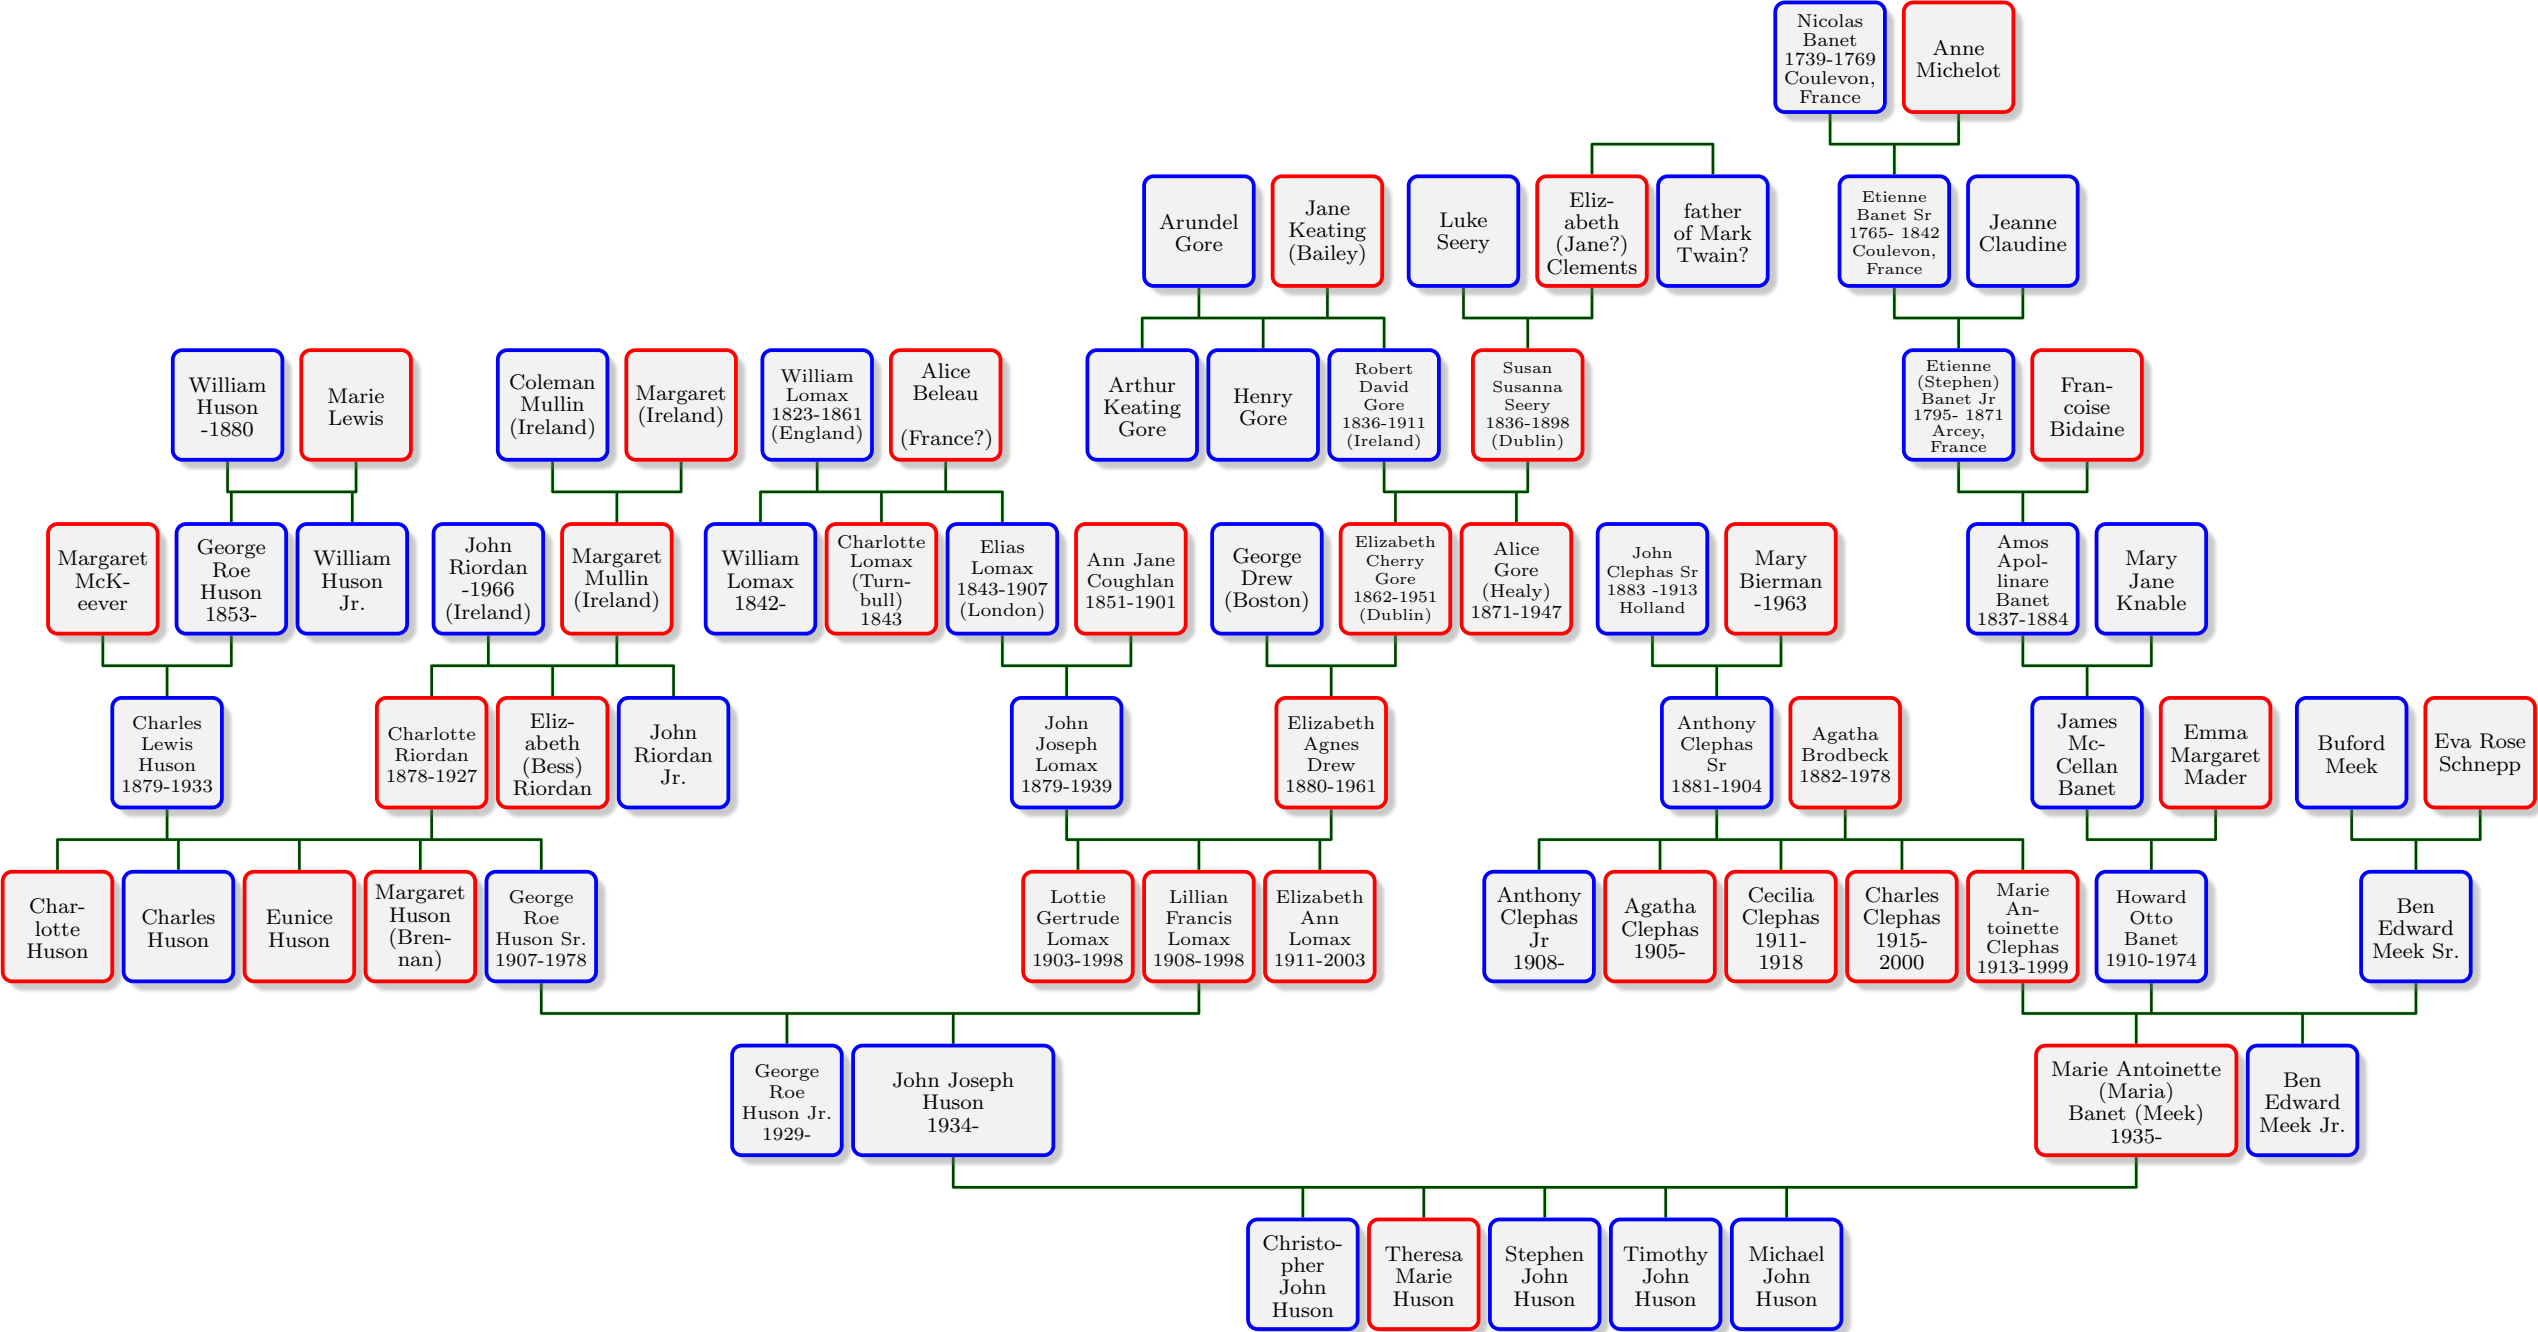 Nicolas
Banet
1739-1769
Coulevon,
France
Anne
Michelot
Arundel
Gore
Jane
Keating
(Bailey)
Luke
Seery
Eliz-
abeth
(Jane?)
Clements
father
of Mark
Twain?
Etienne
Banet Sr
1765- 1842
Coulevon,
France
Jeanne
Claudine
William
Huson
-1880
Marie
Lewis
Coleman
Mullin
(Ireland)
Margaret
(Ireland)
William
Lomax
1823-1861
(England)
Alice
Beleau
(France?)
Arthur
Keating
Gore
Henry
Gore
Robert
David
Gore
1836-1911
(Ireland)
Susan
Susanna
Seery
1836-1898
(Dublin)
Etienne
(Stephen)
Banet Jr
1795- 1871
Arcey,
France
Fran-
coise
Bidaine
Margaret
McK-
eever
George
Roe
Huson
1853-
William
Huson
Jr.
John
Riordan
-1966
(Ireland)
Margaret
Mullin
(Ireland)
William
Lomax
1842-
Charlotte
Lomax
(Turn-
bull)
1843
Elias
Lomax
1843-1907
(London)
Ann Jane
Coughlan
1851-1901
George
Drew
(Boston)
Elizabeth
Cherry
Gore
1862-1951
(Dublin)
Alice
Gore
(Healy)
1871-1947
John
Clephas Sr
1883 -1913
Holland
Mary
Bierman
-1963
Amos
Apol-
linare
Banet
1837-1884
Mary
Jane
Knable
Charles
Lewis
Huson
1879-1933
Charlotte
Riordan
1878-1927
Eliz-
abeth
(Bess)
Riordan
John
Riordan
Jr.
John
Joseph
Lomax
1879-1939
Elizabeth
Agnes
Drew
1880-1961
Anthony
Clephas
Sr
1881-1904
Agatha
Brodbeck
1882-1978
James
Mc-
Cellan
Banet
Emma
Margaret
Mader
Buford
Meek
Eva Rose
Schnepp
Char-
lotte
Huson
Charles
Huson
Eunice
Huson
Margaret
Huson
(Bren-
nan)
George
Roe
Huson Sr.
1907-1978
Lottie
Gertrude
Lomax
1903-1998
Lillian
Francis
Lomax
1908-1998
Elizabeth
Ann
Lomax
1911-2003
Anthony
Clephas
Jr
1908-
Agatha
Clephas
1905-
Cecilia
Clephas
1911-
1918
Charles
Clephas
1915-
2000
Marie
An-
toinette
Clephas
1913-1999
Howard
Otto
Banet
1910-1974
Ben
Edward
Meek Sr.
George
Roe
Huson Jr.
1929-
John Joseph
Huson
1934-
Marie Antoinette
(Maria)
Banet (Meek)
1935-
Ben
Edward
Meek Jr.
Christo-
pher
John
Huson
Theresa
Marie
Huson
Stephen
John
Huson
Timothy
John
Huson
Michael
John
Huson